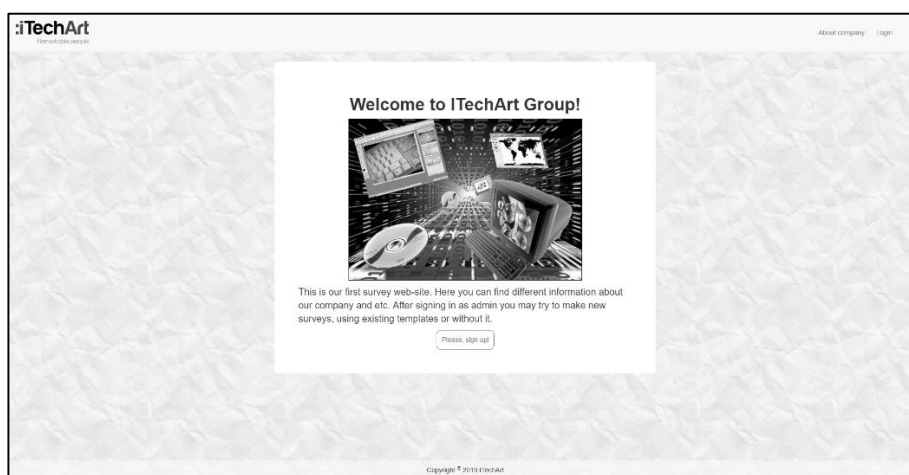 :iTechArt
Remarkable people
About company Login
Welcome to ITechArt Group!
This is our first survey web-site. Here you can find different information about
our company and etc. After signing in as admin you may try to make new
surveys, using existing templates or without it.
Please, sign up!
Copyright © 2019 ITechArt